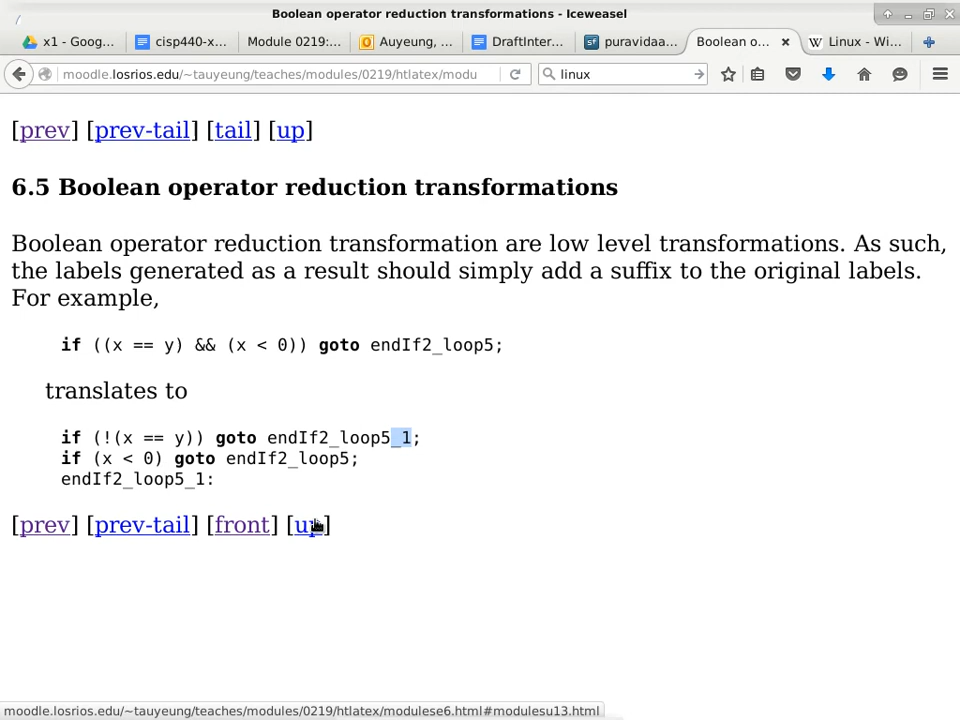 Boolean operator reduction transformations - Iceweasel
x1 - Goog... cisp440-x... Module 0219:... Auyeung, ... DraftInter... puravidaa... Boolean o... Linux - Wi...
moodle.losrios.edu/~tauyeung/teaches/modules/0219/htlatex/modu linux
[prev] [prev-tail] [tail] [up]
6.5 Boolean operator reduction transformations
Boolean operator reduction transformation are low level transformations. As such,
the labels generated as a result should simply add a suffix to the original labels.
For example,
if ((x == y) && (x < 0)) goto endIf2_loop5;
translates to
if (!(x == y)) goto endIf2_loop5_1;
if (x < 0) goto endIf2_loop5;
endIf2_loop5_1:
[prev] [prev-tail] [front] [up]
moodle.losrios.edu/~tauyeung/teaches/modules/0219/htlatex/modulese6.html#modulesu13.html